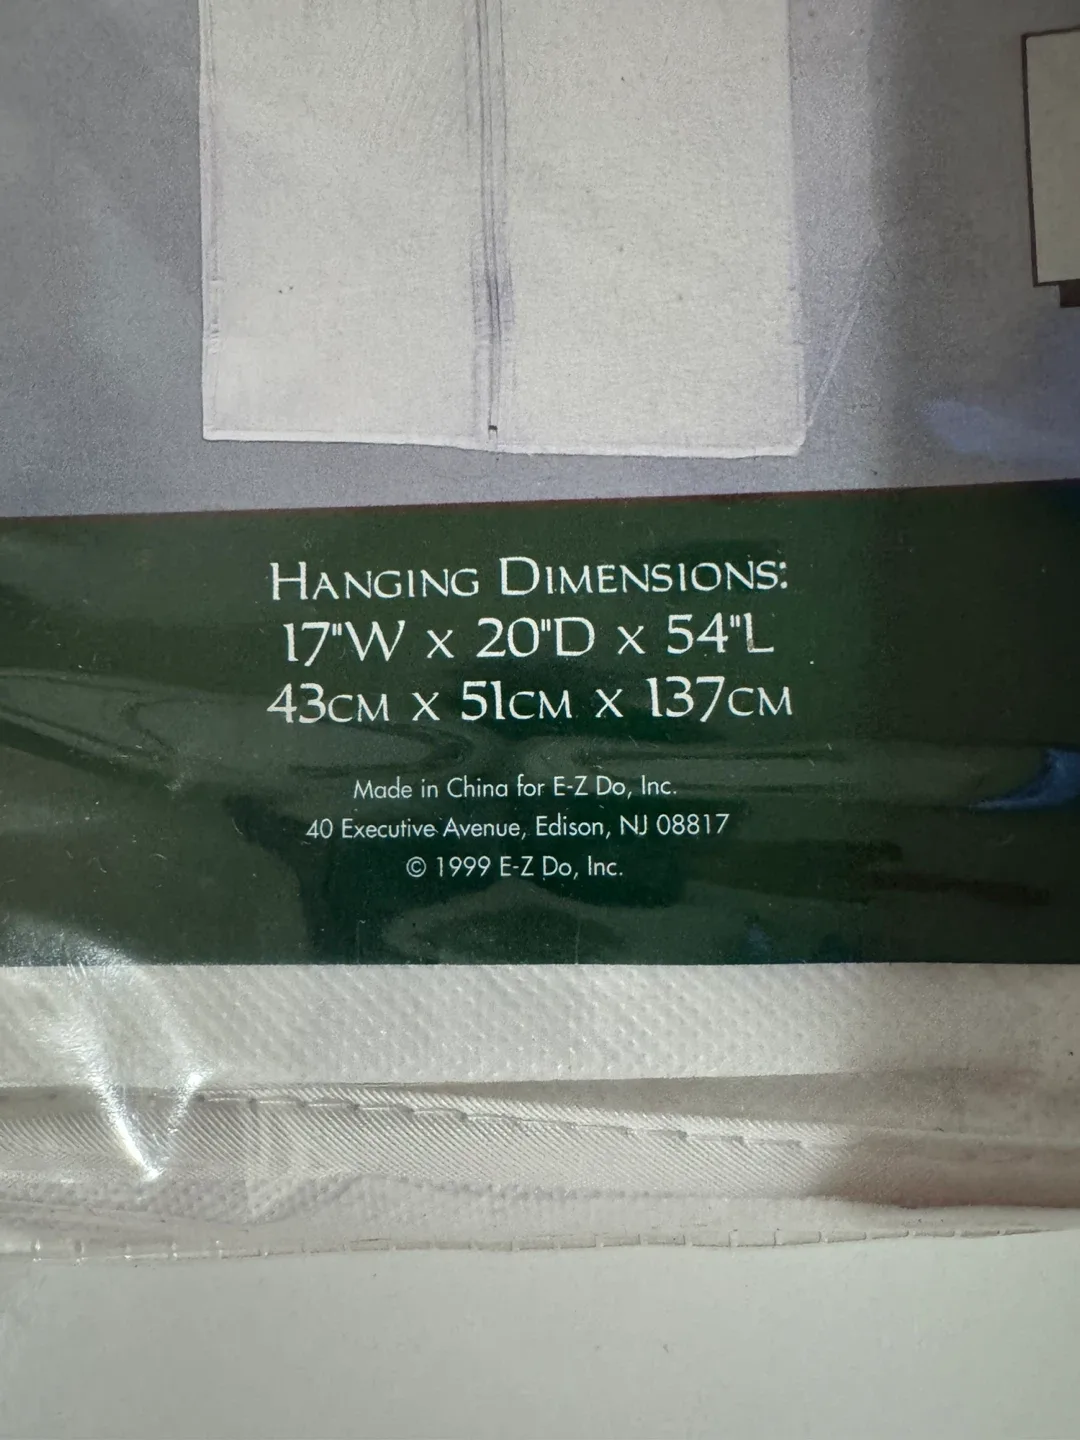 HANGING DIMENSIONS:
17"W x 20"D x 54"L
43CM x 51CM x 137CM
Made in China for E-Z Do, Inc.
40 Executive Avenue, Edison, NJ 08817
© 1999 E-Z Do, Inc.